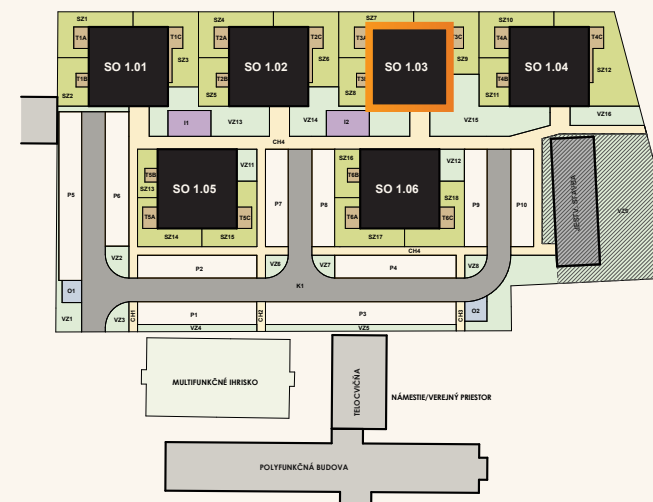 SZ1
SZ4
SZ7
SZ10
T1A
T1C
T2C
T3A
T3C
T4A
T4C
SO 1.01
SO 1.02
SO 1.03
SO 1.04
SZ3
SZ6
SZ9
SZ12
T1B
T2B
T4B
SZ2
SZ5
SZ8
SZ11
I1
VZ13
VZ14
I2
VZ15
VZ16
CH4
SZ16
VZ11
VZ12
P5
P6
T5B
SZ13
SO 1.05
T6B
SO 1.06
SZ18
JESTV. STAVBA
P7
P8
P9
P10
T5A
T5C
T6A
T6C
SZ14
SZ15
SZ17
CH4
VZ2
P2
VZ6
VZ7
P4
VZ8
O1
K1
VZ1
VZ3
CH1
P1
CH2
P3
CH3
O2
VZ4
VZ5
MULTIFUNKČNÉ IHRISKO
TELOCVIČŇA
NÁMESTIE/VEREJNÝ PRIESTOR
POLYFUNKČNÁ BUDOVA